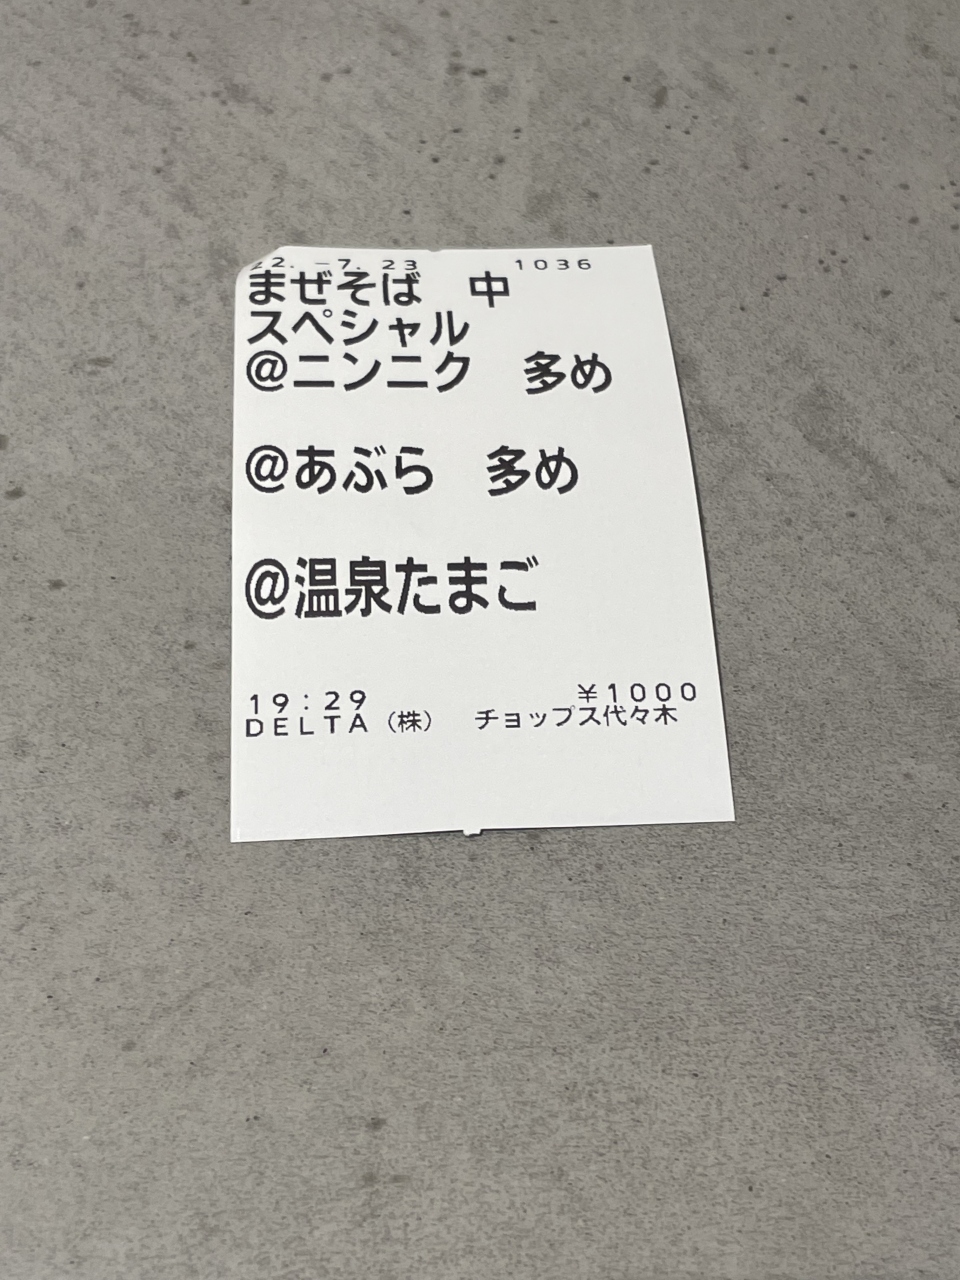 22.-7.23 1036
まぜそば 中
スペシャル
@ニンニク 多め
@あぶら 多め
@温泉たまご
19:29 ¥1000
DELTA(株) チョップス代々木